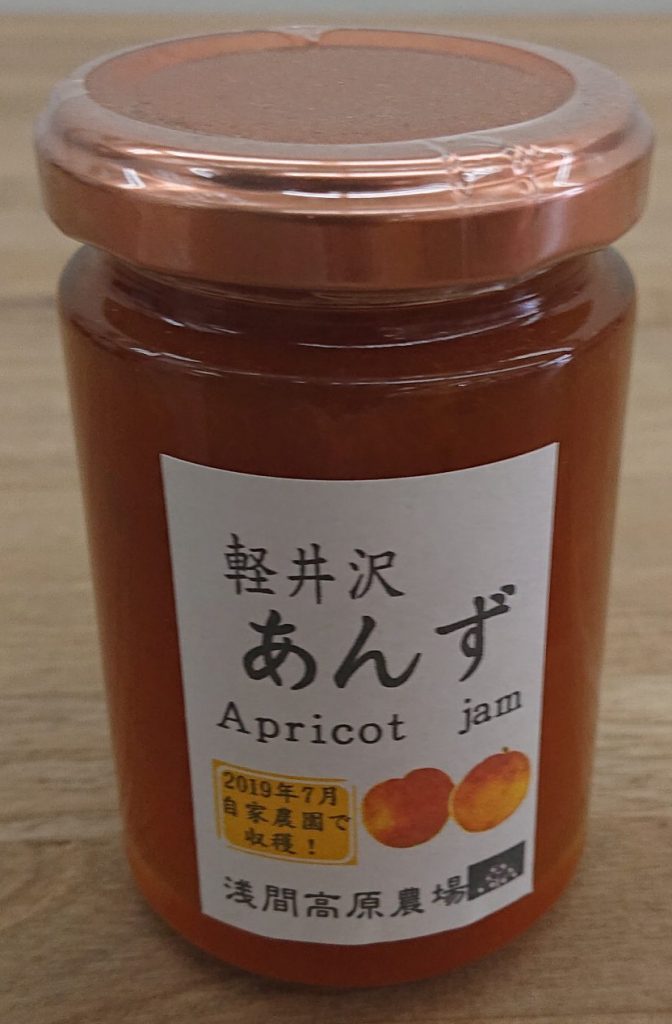 軽井沢
あんず
Apricot jam
2019年7月
自家農園で
収穫！
浅間高原農場